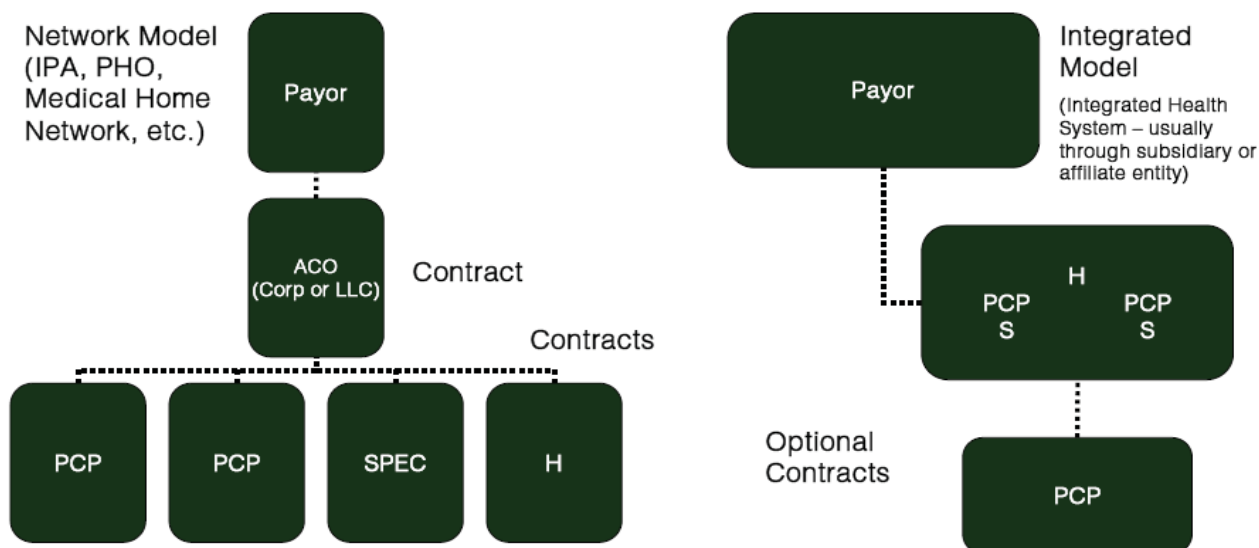 Network Model
(IPA, PHO,
Medical Home
Network, etc.)
Payor
ACO
(Corp or LLC)
Contract
Contracts
PCP
PCP
SPEC
H
Payor
Integrated
Model
(Integrated Health
System – usually
through subsidiary or
affiliate entity)
H
PCP
S
PCP
S
Optional
Contracts
PCP